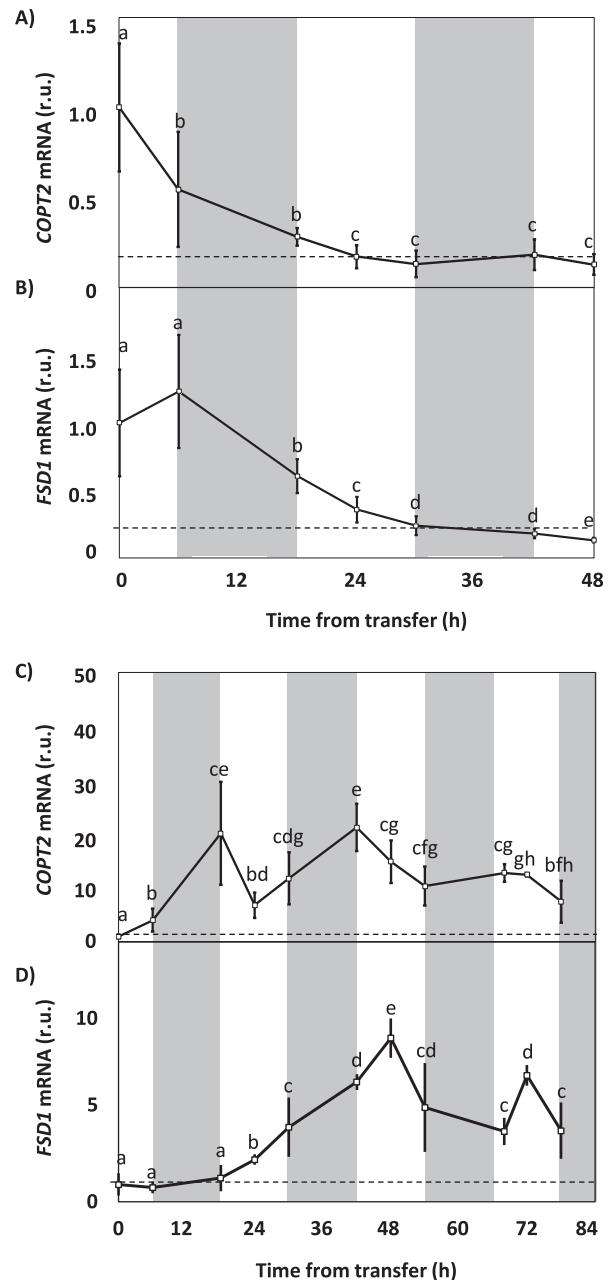 A)
COPT2 mRNA (r.u.)
1.5
1.0
0.5
0
a
b
b
c
c
c
c
B)
FSD1 mRNA (r.u.)
1.5
1.0
0.5
0
a
a
b
c
d
d
e
0 12 24 36 48
Time from transfer (h)
C)
COPT2 mRNA (r.u.)
50
40
30
20
10
0
a
b
ce
bd
cdg
e
cg
cfg
cg
gh
bfh
D)
FSD1 mRNA (r.u.)
10
5
0
a
a
a
b
c
d
e
cd
c
d
c
0 12 24 36 48 60 72 84
Time from transfer (h)